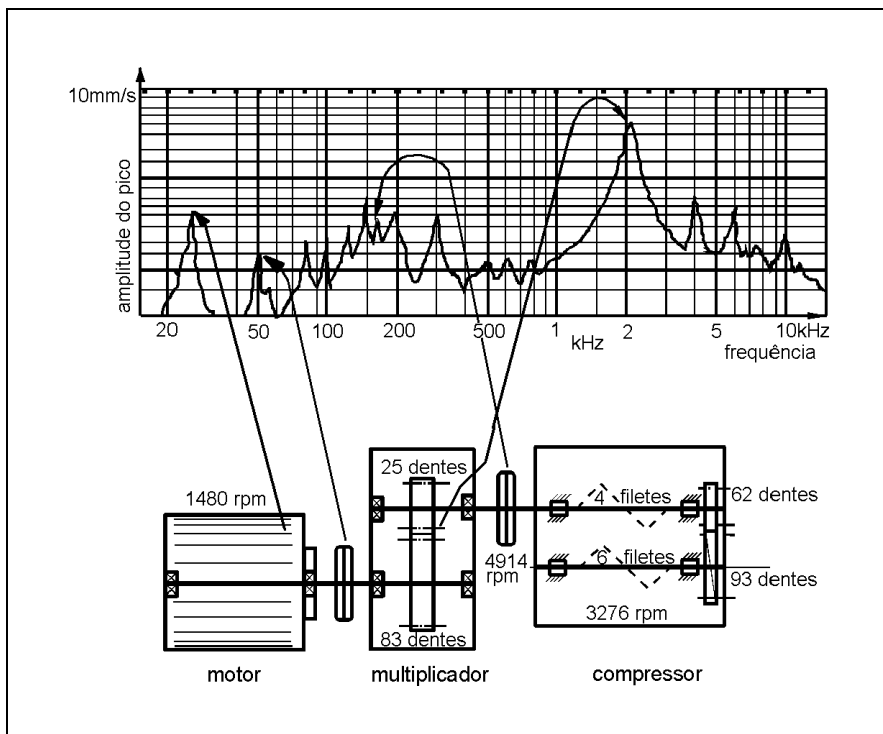 10mm/s
amplitude do pico
20 50 100 200 500 1 2 5 10kHz
kHz
frequência
25 dentes
1480 rpm
4 filetes
62 dentes
4914
rpm
6 filetes
93 dentes
3276 rpm
83 dentes
motor
multiplicador
compressor